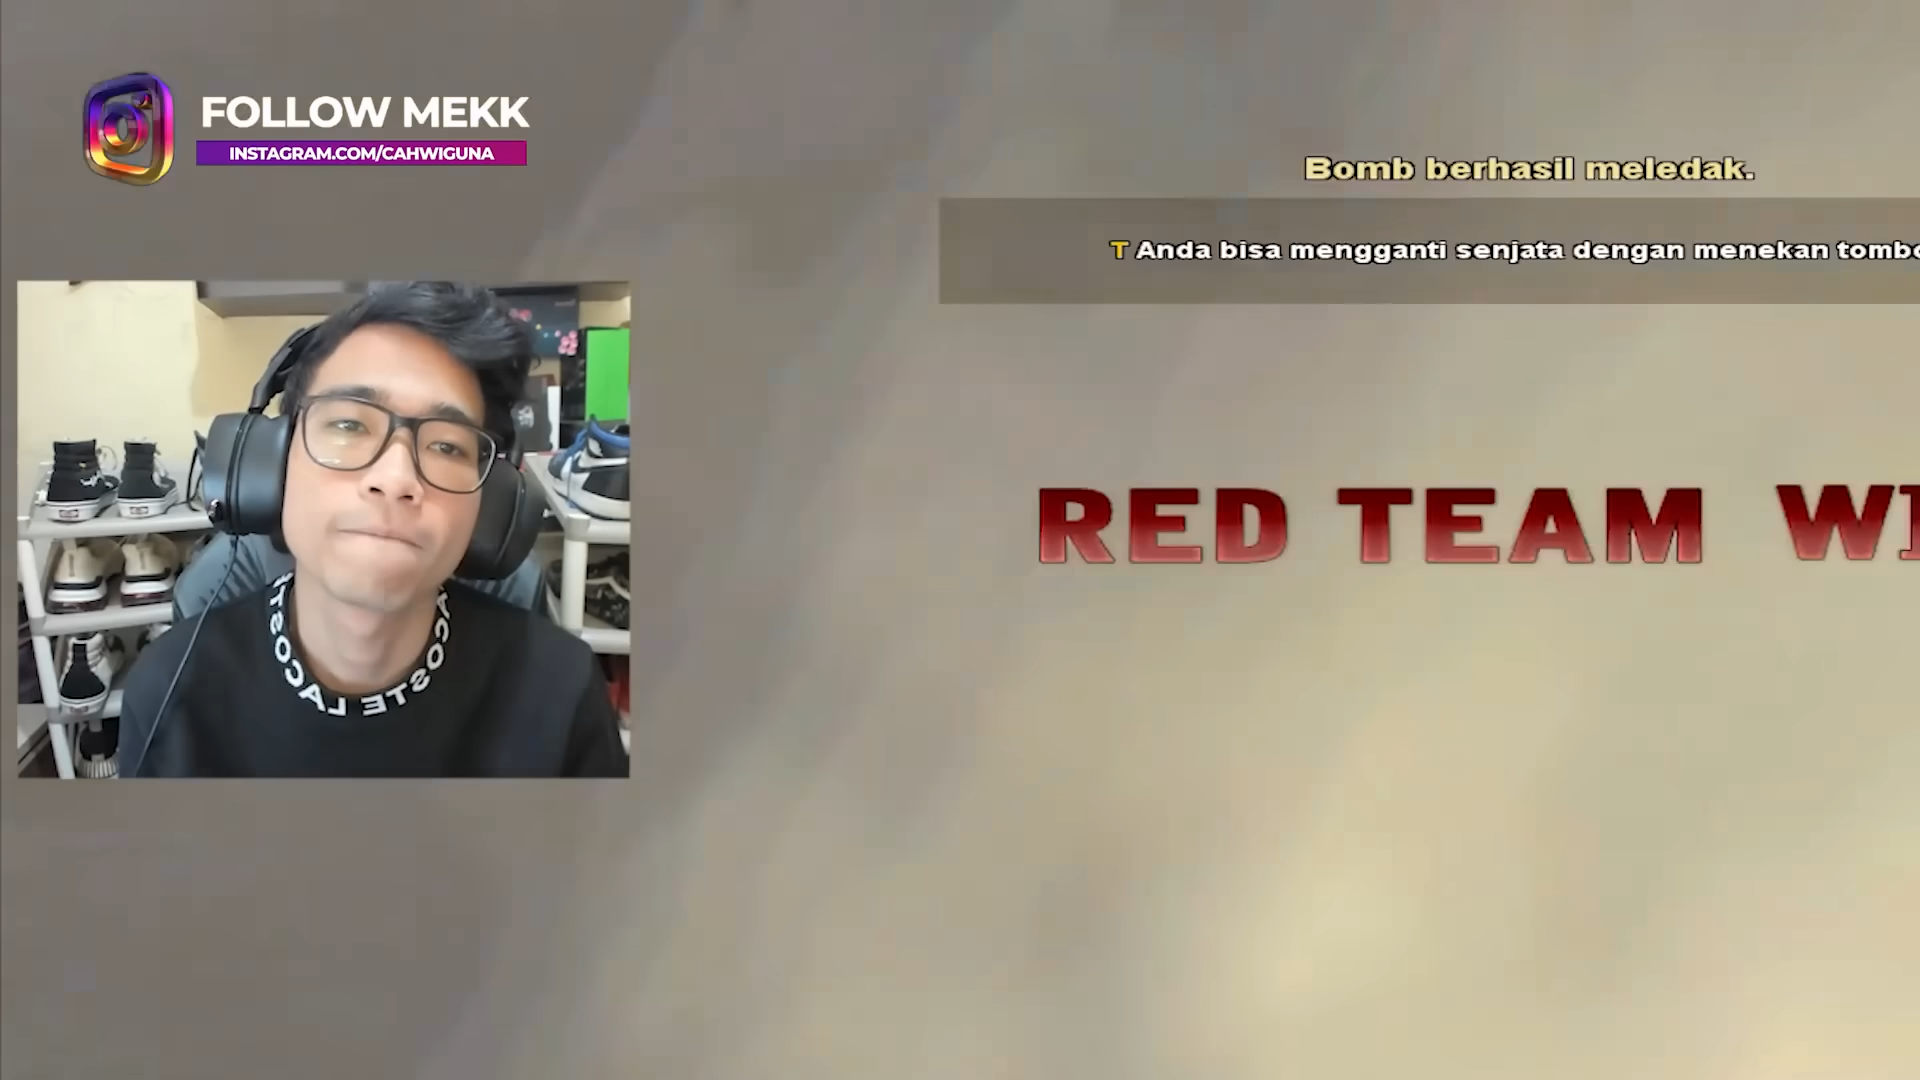 FOLLOW MEKK
INSTAGRAM.COM/CAHWIGUNA
Bomb berhasil meledak.
T Anda bisa mengganti senjata dengan menekan
RED TEAM
LACOSTE LACOSTE